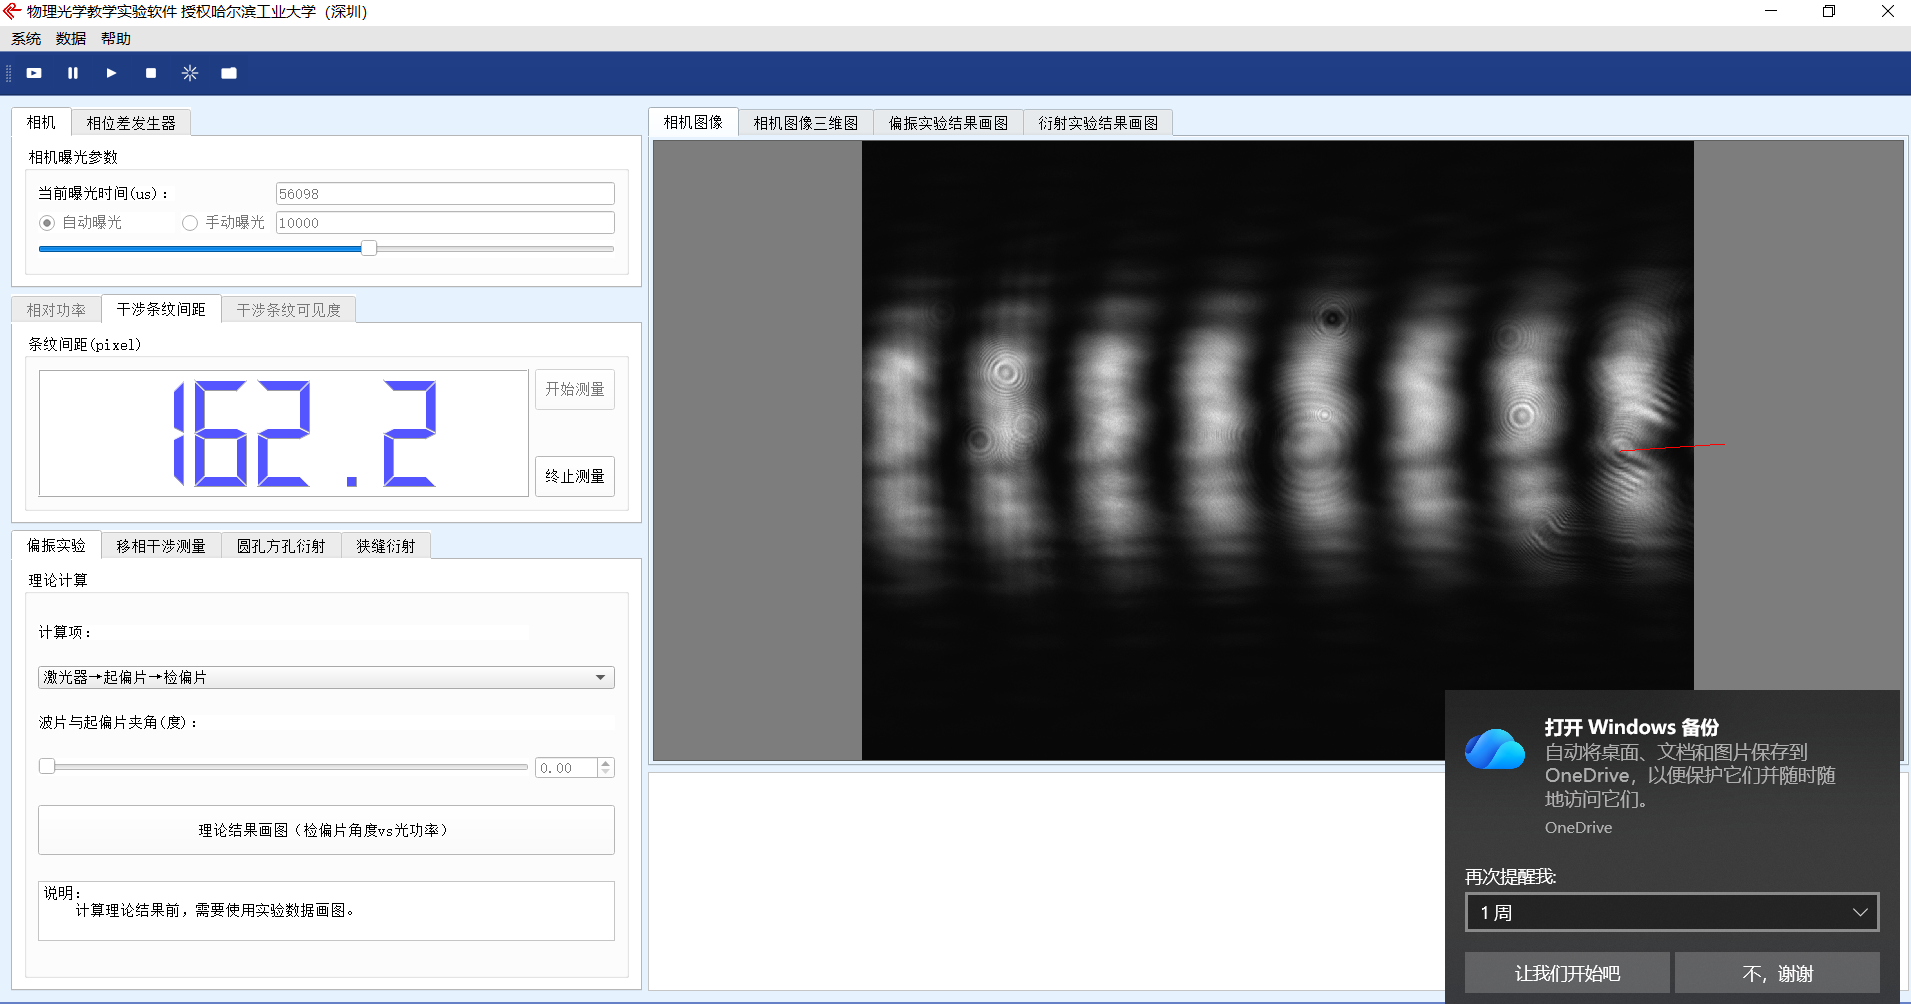 物理光学教学实验软件 授权哈尔滨工业大学（深圳）
系统 数据 帮助
相机 相位差发生器
相机曝光参数
当前曝光时间(us)： 56098
自动曝光 手动曝光 10000
相对功率 干涉条纹间距 干涉条纹可见度
条纹间距(pixel)
162.2
开始测量
终止测量
偏振实验 移相干涉测量 圆孔方孔衍射 狭缝衍射
理论计算
计算项：
激光器→起偏片→检偏片
波片与起偏片夹角(度)：
0.00
理论结果画图（检偏片角度vs光功率）
说明：
计算理论结果前，需要使用实验数据画图。
相机图像 相机图像三维图 偏振实验结果画图 衍射实验结果画图
打开 Windows 备份
自动将桌面、文档和图片保存到
OneDrive，以便保护它们并随时随
地访问它们。
OneDrive
再次提醒我:
1 周
让我们开始吧 不，谢谢